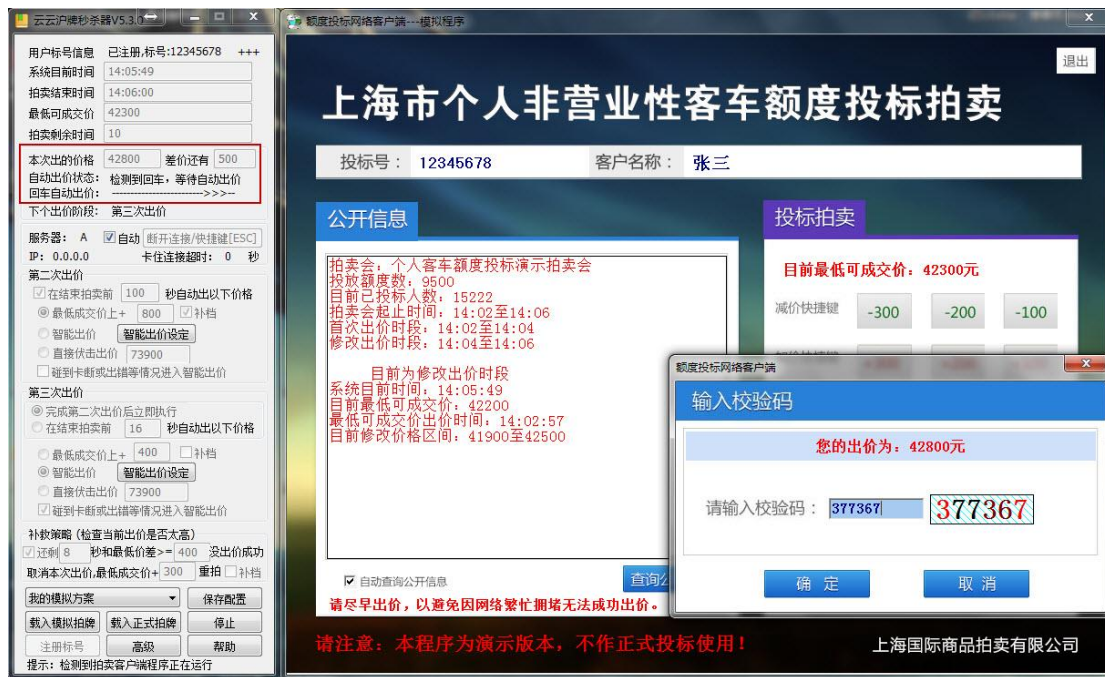 云云沪牌秒杀器V5.3.0
用户标号信息 已注册,标号:12345678 +++
系统目前时间 14:05:49
拍卖结束时间 14:06:00
最低可成交价 42300
拍卖剩余时间 10
本次出的价格 42800 差价还有 500
自动出价状态： 检测到回车，等待自动出价
回车自动出价： ------------------------->>>--
下个出价阶段： 第三次出价
服务器： A 自动 断开连接/快捷键[ESC]
IP: 0.0.0.0 卡住连接超时： 0 秒
第二次出价
在结束拍卖前 100 秒自动出以下价格
最低成交价上+ 800 补档
智能出价 智能出价设定
直接伏击出价 73900
碰到卡断或出错等情况进入智能出价
第三次出价
完成第二次出价后立即执行
在结束拍卖前 16 秒自动出以下价格
最低成交价上+ 400 补档
智能出价 智能出价设定
直接伏击出价 73900
碰到卡断或出错等情况进入智能出价
补救策略（检查当前出价是否太高）
还剩 8 秒和最低价差>= 400 没出价成功
取消本次出价,最低成交价+ 300 重拍 补档
我的模拟方案 保存配置
载入模拟拍牌 载入正式拍牌 停止
注册标号 高级 帮助
提示：检测到拍卖客户端程序正在运行
额度投标网络客户端---模拟程序
退出
上海市个人非营业性客车额度投标拍卖
投标号： 12345678 客户名称： 张三
公开信息
拍卖会：个人客车额度投标演示拍卖会
投放额度数：9500
目前已投标人数：15222
拍卖会起止时间：14:02至14:06
首次出价时段：14:02至14:04
修改出价时段：14:04至14:06
目前为修改出价时段
系统目前时间：14:05:49
目前最低可成交价：42200
最低可成交价出价时间：14:02:57
目前修改价格区间：41900至42500
自动查询公开信息
查询公
请尽早出价，以避免因网络繁忙拥堵无法成功出价。
投标拍卖
目前最低可成交价：42300元
减价快捷键 -300 -200 -100
额度投标网络客户端
输入校验码
您的出价为：42800元
请输入校验码： 377367 377367
确 定 取 消
请注意：本程序为演示版本，不作正式投标使用！
上海国际商品拍卖有限公司